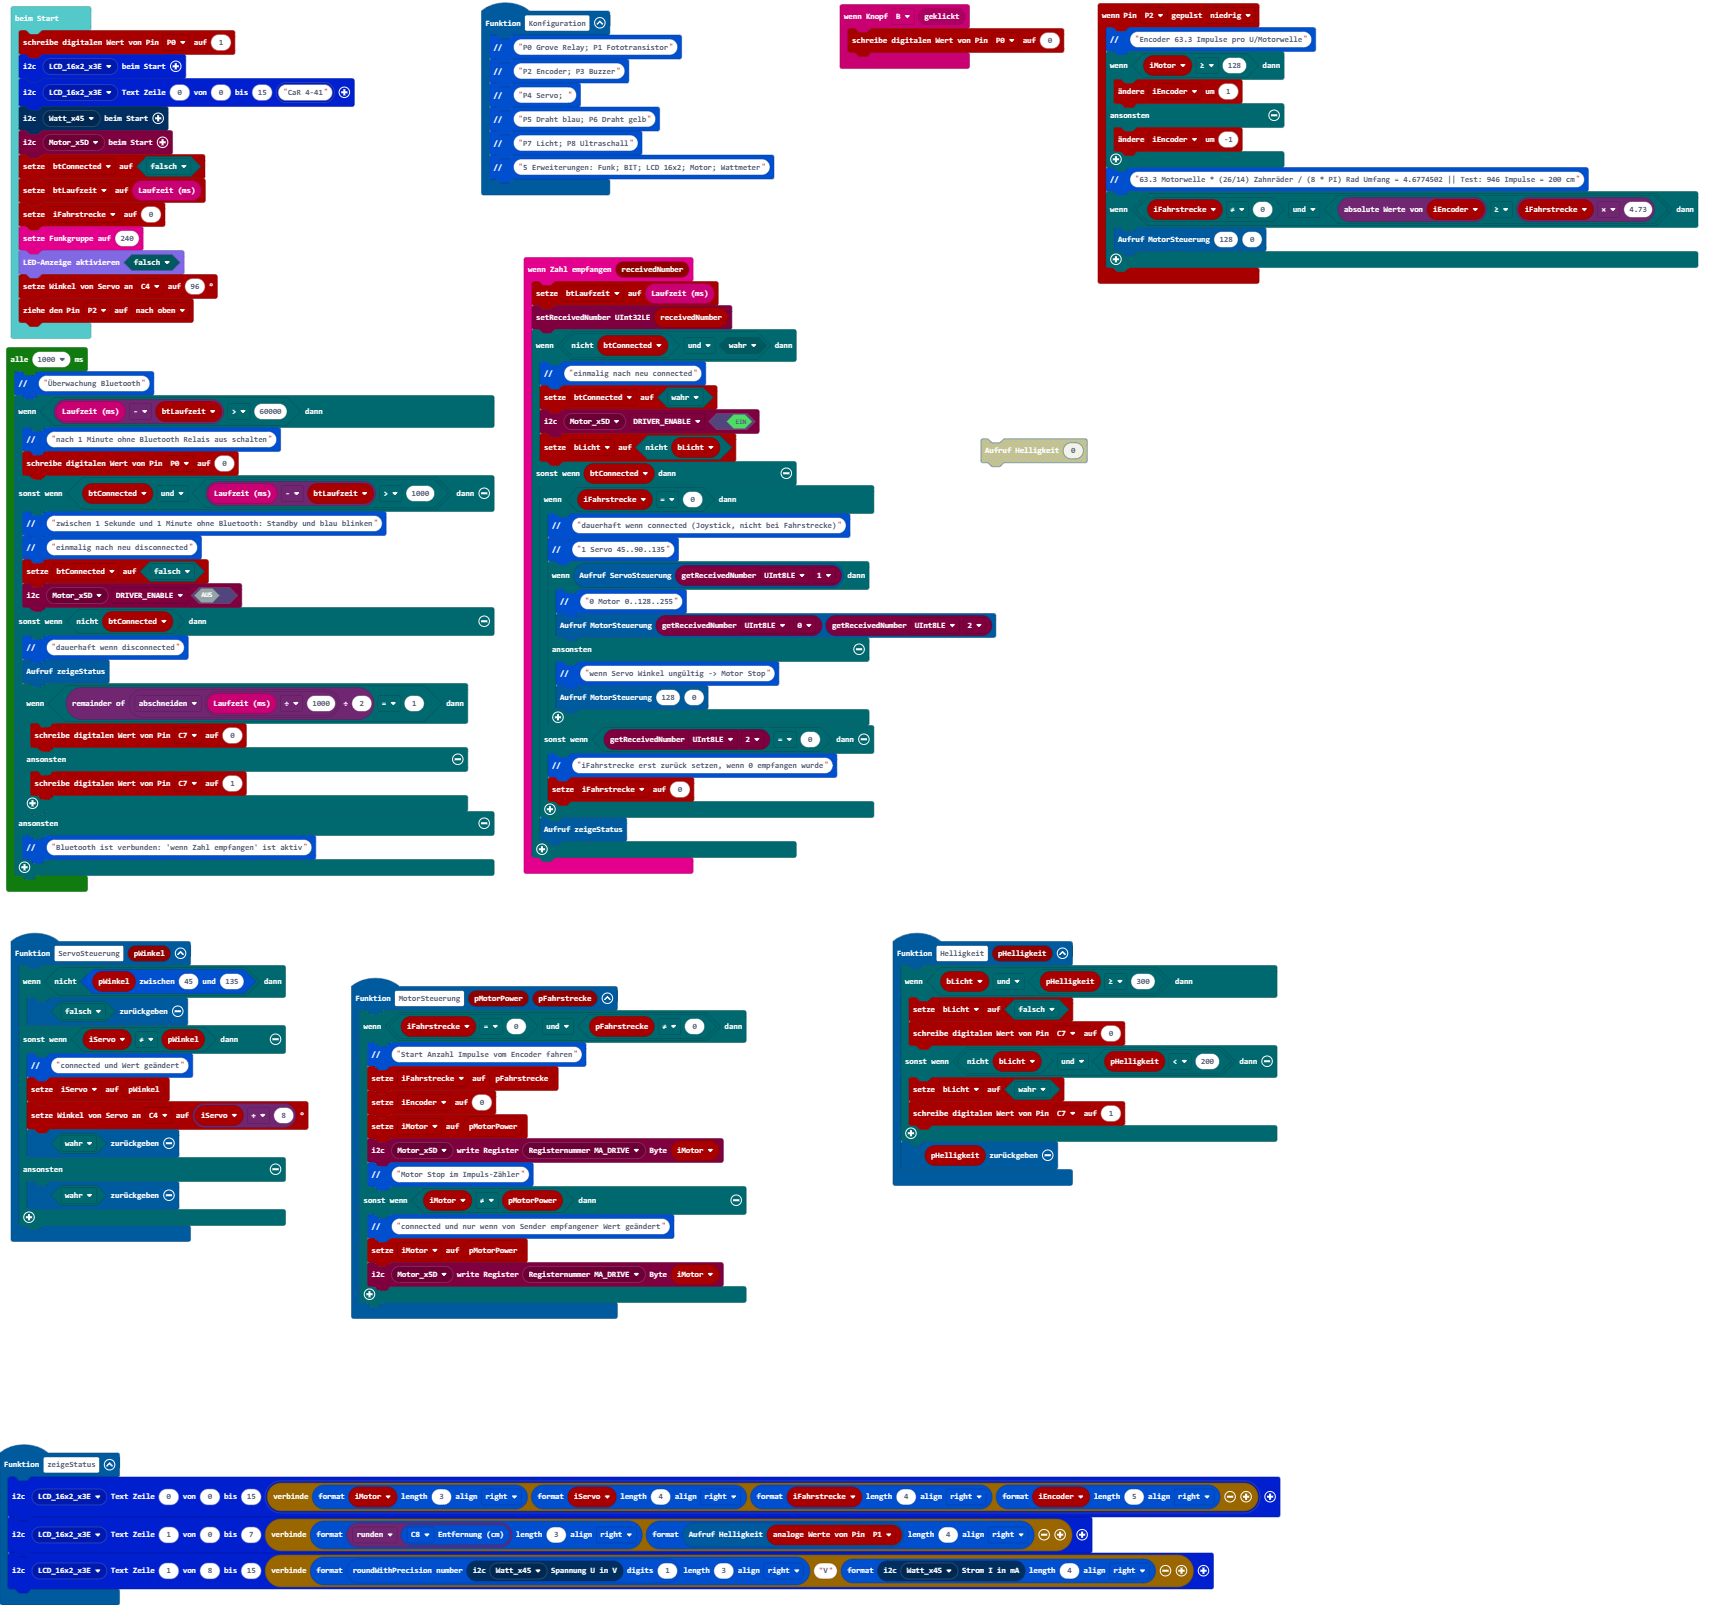 beim Start
schreibe digitalen Wert von Pin P0 ▾ auf 1
i2c LCD_16x2_x3E ▾ beim Start
i2c LCD_16x2_x3E ▾ Text Zeile 0 von 0 bis 15 "CaR 4-41"
i2c Watt_x45 ▾ beim Start
i2c Motor_x5D ▾ beim Start
setze btConnected ▾ auf falsch ▾
setze btLaufzeit ▾ auf Laufzeit (ms)
setze iFahrstrecke ▾ auf 0
setze Funkgruppe auf 240
LED-Anzeige aktivieren falsch ▾
setze Winkel von Servo an C4 ▾ auf 96 °
ziehe den Pin P2 ▾ auf nach oben ▾
alle 1000 ▾ ms
// "Überwachung Bluetooth"
wenn Laufzeit (ms) - ▾ btLaufzeit ▾ > ▾ 60000 dann
// "nach 1 Minute ohne Bluetooth Relais aus schalten"
schreibe digitalen Wert von Pin P0 ▾ auf 0
sonst wenn btConnected ▾ und ▾ Laufzeit (ms) - ▾ btLaufzeit ▾ > ▾ 1000 dann
// "zwischen 1 Sekunde und 1 Minute ohne Bluetooth: Standby und blau blinken"
// "einmalig nach neu disconnected"
setze btConnected ▾ auf falsch ▾
i2c Motor_x5D ▾ DRIVER_ENABLE ▾ AUS
sonst wenn nicht btConnected ▾ dann
// "dauerhaft wenn disconnected"
Aufruf zeigeStatus
wenn remainder of abschneiden ▾ Laufzeit (ms) ÷ ▾ 1000 ÷ 2 = ▾ 1 dann
schreibe digitalen Wert von Pin C7 ▾ auf 0
ansonsten
schreibe digitalen Wert von Pin C7 ▾ auf 1
ansonsten
// "Bluetooth ist verbunden: 'wenn Zahl empfangen' ist aktiv"
Funktion Konfiguration
// "P0 Grove Relay; P1 Fototransistor"
// "P2 Encoder; P3 Buzzer"
// "P4 Servo; "
// "P5 Draht blau; P6 Draht gelb"
// "P7 Licht; P8 Ultraschall"
// "5 Erweiterungen: Funk; BIT; LCD 16x2; Motor; Wattmeter"
wenn Knopf B ▾ geklickt
schreibe digitalen Wert von Pin P0 ▾ auf 0
wenn Pin P2 ▾ gepulst niedrig ▾
// "Encoder 63.3 Impulse pro U/Motorwelle"
wenn iMotor ▾ ≥ ▾ 128 dann
ändere iEncoder ▾ um 1
ansonsten
ändere iEncoder ▾ um -1
// "63.3 Motorwelle * (26/14) Zahnräder / (8 * PI) Rad Umfang = 4.6774502 || Test: 946 Impulse = 200 cm"
wenn iFahrstrecke ▾ ≠ ▾ 0 und ▾ absolute Werte von iEncoder ▾ ≥ ▾ iFahrstrecke ▾ × ▾ 4.73 dann
Aufruf MotorSteuerung 128 0
wenn Zahl empfangen receivedNumber
setze btLaufzeit ▾ auf Laufzeit (ms)
setReceivedNumber UInt32LE receivedNumber
wenn nicht btConnected ▾ und ▾ wahr ▾ dann
// "einmalig nach neu connected"
setze btConnected ▾ auf wahr ▾
i2c Motor_x5D ▾ DRIVER_ENABLE ▾ EIN
setze bLicht ▾ auf nicht bLicht ▾
sonst wenn btConnected ▾ dann
wenn iFahrstrecke ▾ = ▾ 0 dann
// "dauerhaft wenn connected (Joystick, nicht bei Fahrstrecke)"
// "1 Servo 45..90..135"
wenn Aufruf ServoSteuerung getReceivedNumber UInt8LE ▾ 1 ▾ dann
// "0 Motor 0..128..255"
Aufruf MotorSteuerung getReceivedNumber UInt8LE ▾ 0 ▾ getReceivedNumber UInt8LE ▾ 2 ▾
ansonsten
// "wenn Servo Winkel ungültig -> Motor Stop"
Aufruf MotorSteuerung 128 0
sonst wenn getReceivedNumber UInt8LE ▾ 2 ▾ = ▾ 0 dann
// "iFahrstrecke erst zurück setzen, wenn 0 empfangen wurde"
setze iFahrstrecke ▾ auf 0
Aufruf zeigeStatus
Aufruf Helligkeit 0
Funktion ServoSteuerung pWinkel
wenn nicht pWinkel zwischen 45 und 135 dann
falsch ▾ zurückgeben
sonst wenn iServo ▾ ≠ ▾ pWinkel dann
// "connected und Wert geändert"
setze iServo ▾ auf pWinkel
setze Winkel von Servo an C4 ▾ auf iServo ▾ + ▾ 8 °
wahr ▾ zurückgeben
ansonsten
wahr ▾ zurückgeben
Funktion MotorSteuerung pMotorPower pFahrstrecke
wenn iFahrstrecke ▾ = ▾ 0 und ▾ pFahrstrecke ≠ ▾ 0 dann
// "Start Anzahl Impulse vom Encoder fahren"
setze iFahrstrecke ▾ auf pFahrstrecke
setze iEncoder ▾ auf 0
setze iMotor ▾ auf pMotorPower
i2c Motor_x5D ▾ write Register Registernummer MA_DRIVE ▾ Byte iMotor ▾
// "Motor Stop im Impuls-Zähler"
sonst wenn iMotor ▾ ≠ ▾ pMotorPower dann
// "connected und nur wenn von Sender empfangener Wert geändert"
setze iMotor ▾ auf pMotorPower
i2c Motor_x5D ▾ write Register Registernummer MA_DRIVE ▾ Byte iMotor ▾
Funktion Helligkeit pHelligkeit
wenn bLicht ▾ und ▾ pHelligkeit ≥ ▾ 300 dann
setze bLicht ▾ auf falsch ▾
schreibe digitalen Wert von Pin C7 ▾ auf 0
sonst wenn nicht bLicht ▾ und ▾ pHelligkeit < ▾ 200 dann
setze bLicht ▾ auf wahr ▾
schreibe digitalen Wert von Pin C7 ▾ auf 1
pHelligkeit zurückgeben
Funktion zeigeStatus
i2c LCD_16x2_x3E ▾ Text Zeile 0 von 0 bis 15 verbinde format iMotor ▾ length 3 align right ▾ format iServo ▾ length 4 align right ▾ format iFahrstrecke ▾ length 4 align right ▾ format iEncoder ▾ length 5 align right ▾
i2c LCD_16x2_x3E ▾ Text Zeile 1 von 0 bis 7 verbinde format runden ▾ C8 ▾ Entfernung (cm) length 3 align right ▾ format Aufruf Helligkeit analoge Werte von Pin P1 ▾ length 4 align right ▾
i2c LCD_16x2_x3E ▾ Text Zeile 1 von 8 bis 15 verbinde format roundWithPrecision number i2c Watt_x45 ▾ Spannung U in V digits 1 length 3 align right ▾ "V" format i2c Watt_x45 ▾ Strom I in mA length 4 align right ▾